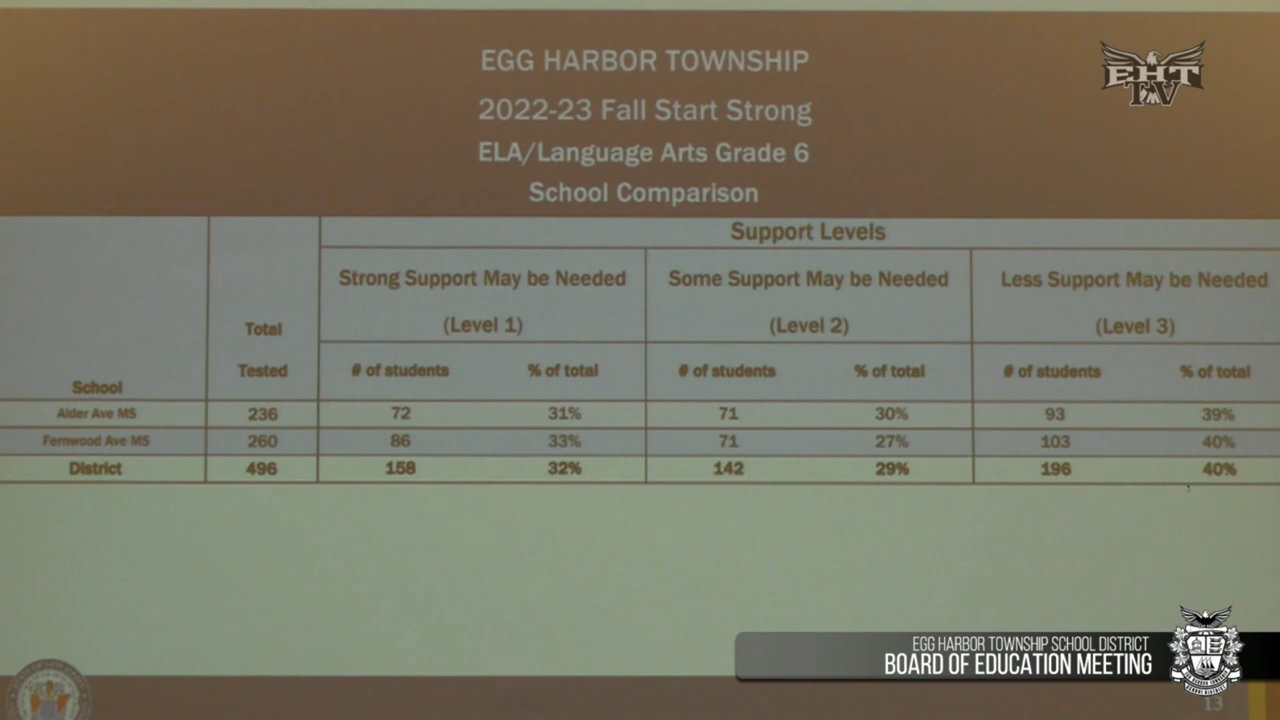 EGG HARBOR TOWNSHIP
2022-23 Fall Start Strong
ELA/Language Arts Grade 6
School Comparison
EHT
TV
Support Levels
Strong Support May be Needed Some Support May be Needed Less Support May be Needed
(Level 1) (Level 2) (Level 3)
Total
Tested
School
# of students % of total # of students % of total # of students % of total
Alder Ave MS 236 72 31% 71 30% 93 39%
Fernwood Ave MS 260 86 33% 71 27% 103 40%
District 496 158 32% 142 29% 196 40%
EGG HARBOR TOWNSHIP SCHOOL DISTRICT
BOARD OF EDUCATION MEETING
13